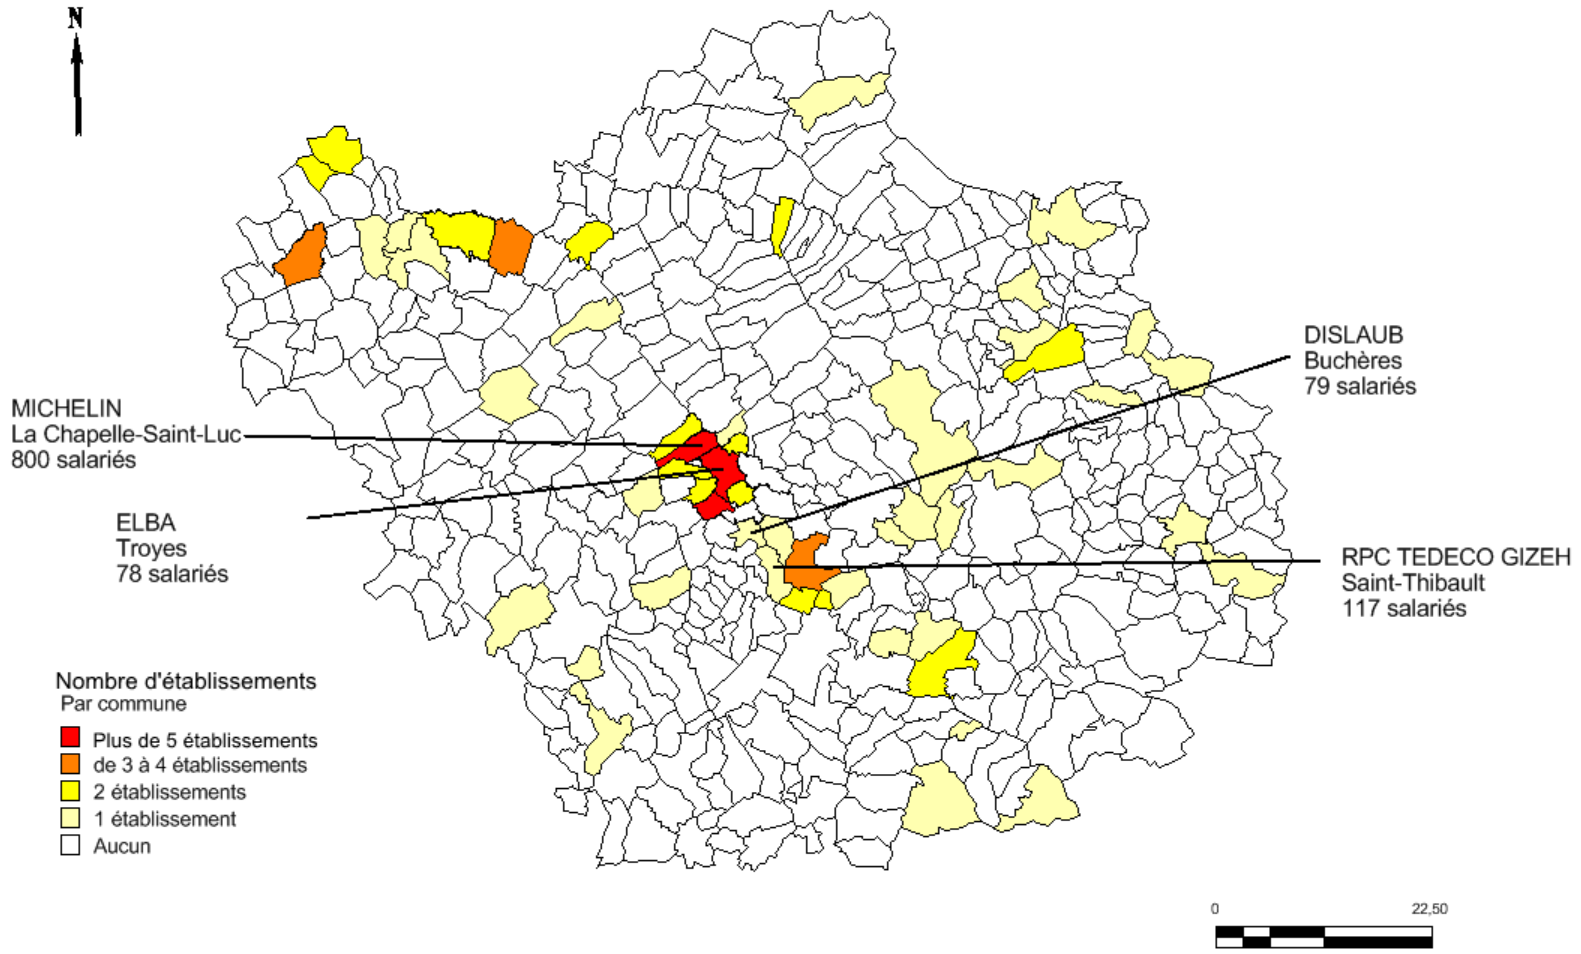 N
DISLAUB
Buchères
79 salariés
MICHELIN
La Chapelle-Saint-Luc
800 salariés
ELBA
Troyes
78 salariés
RPC TEDECO GIZEH
Saint-Thibault
117 salariés
Nombre d'établissements
Par commune
Plus de 5 établissements
de 3 à 4 établissements
2 établissements
1 établissement
Aucun
0 22,50